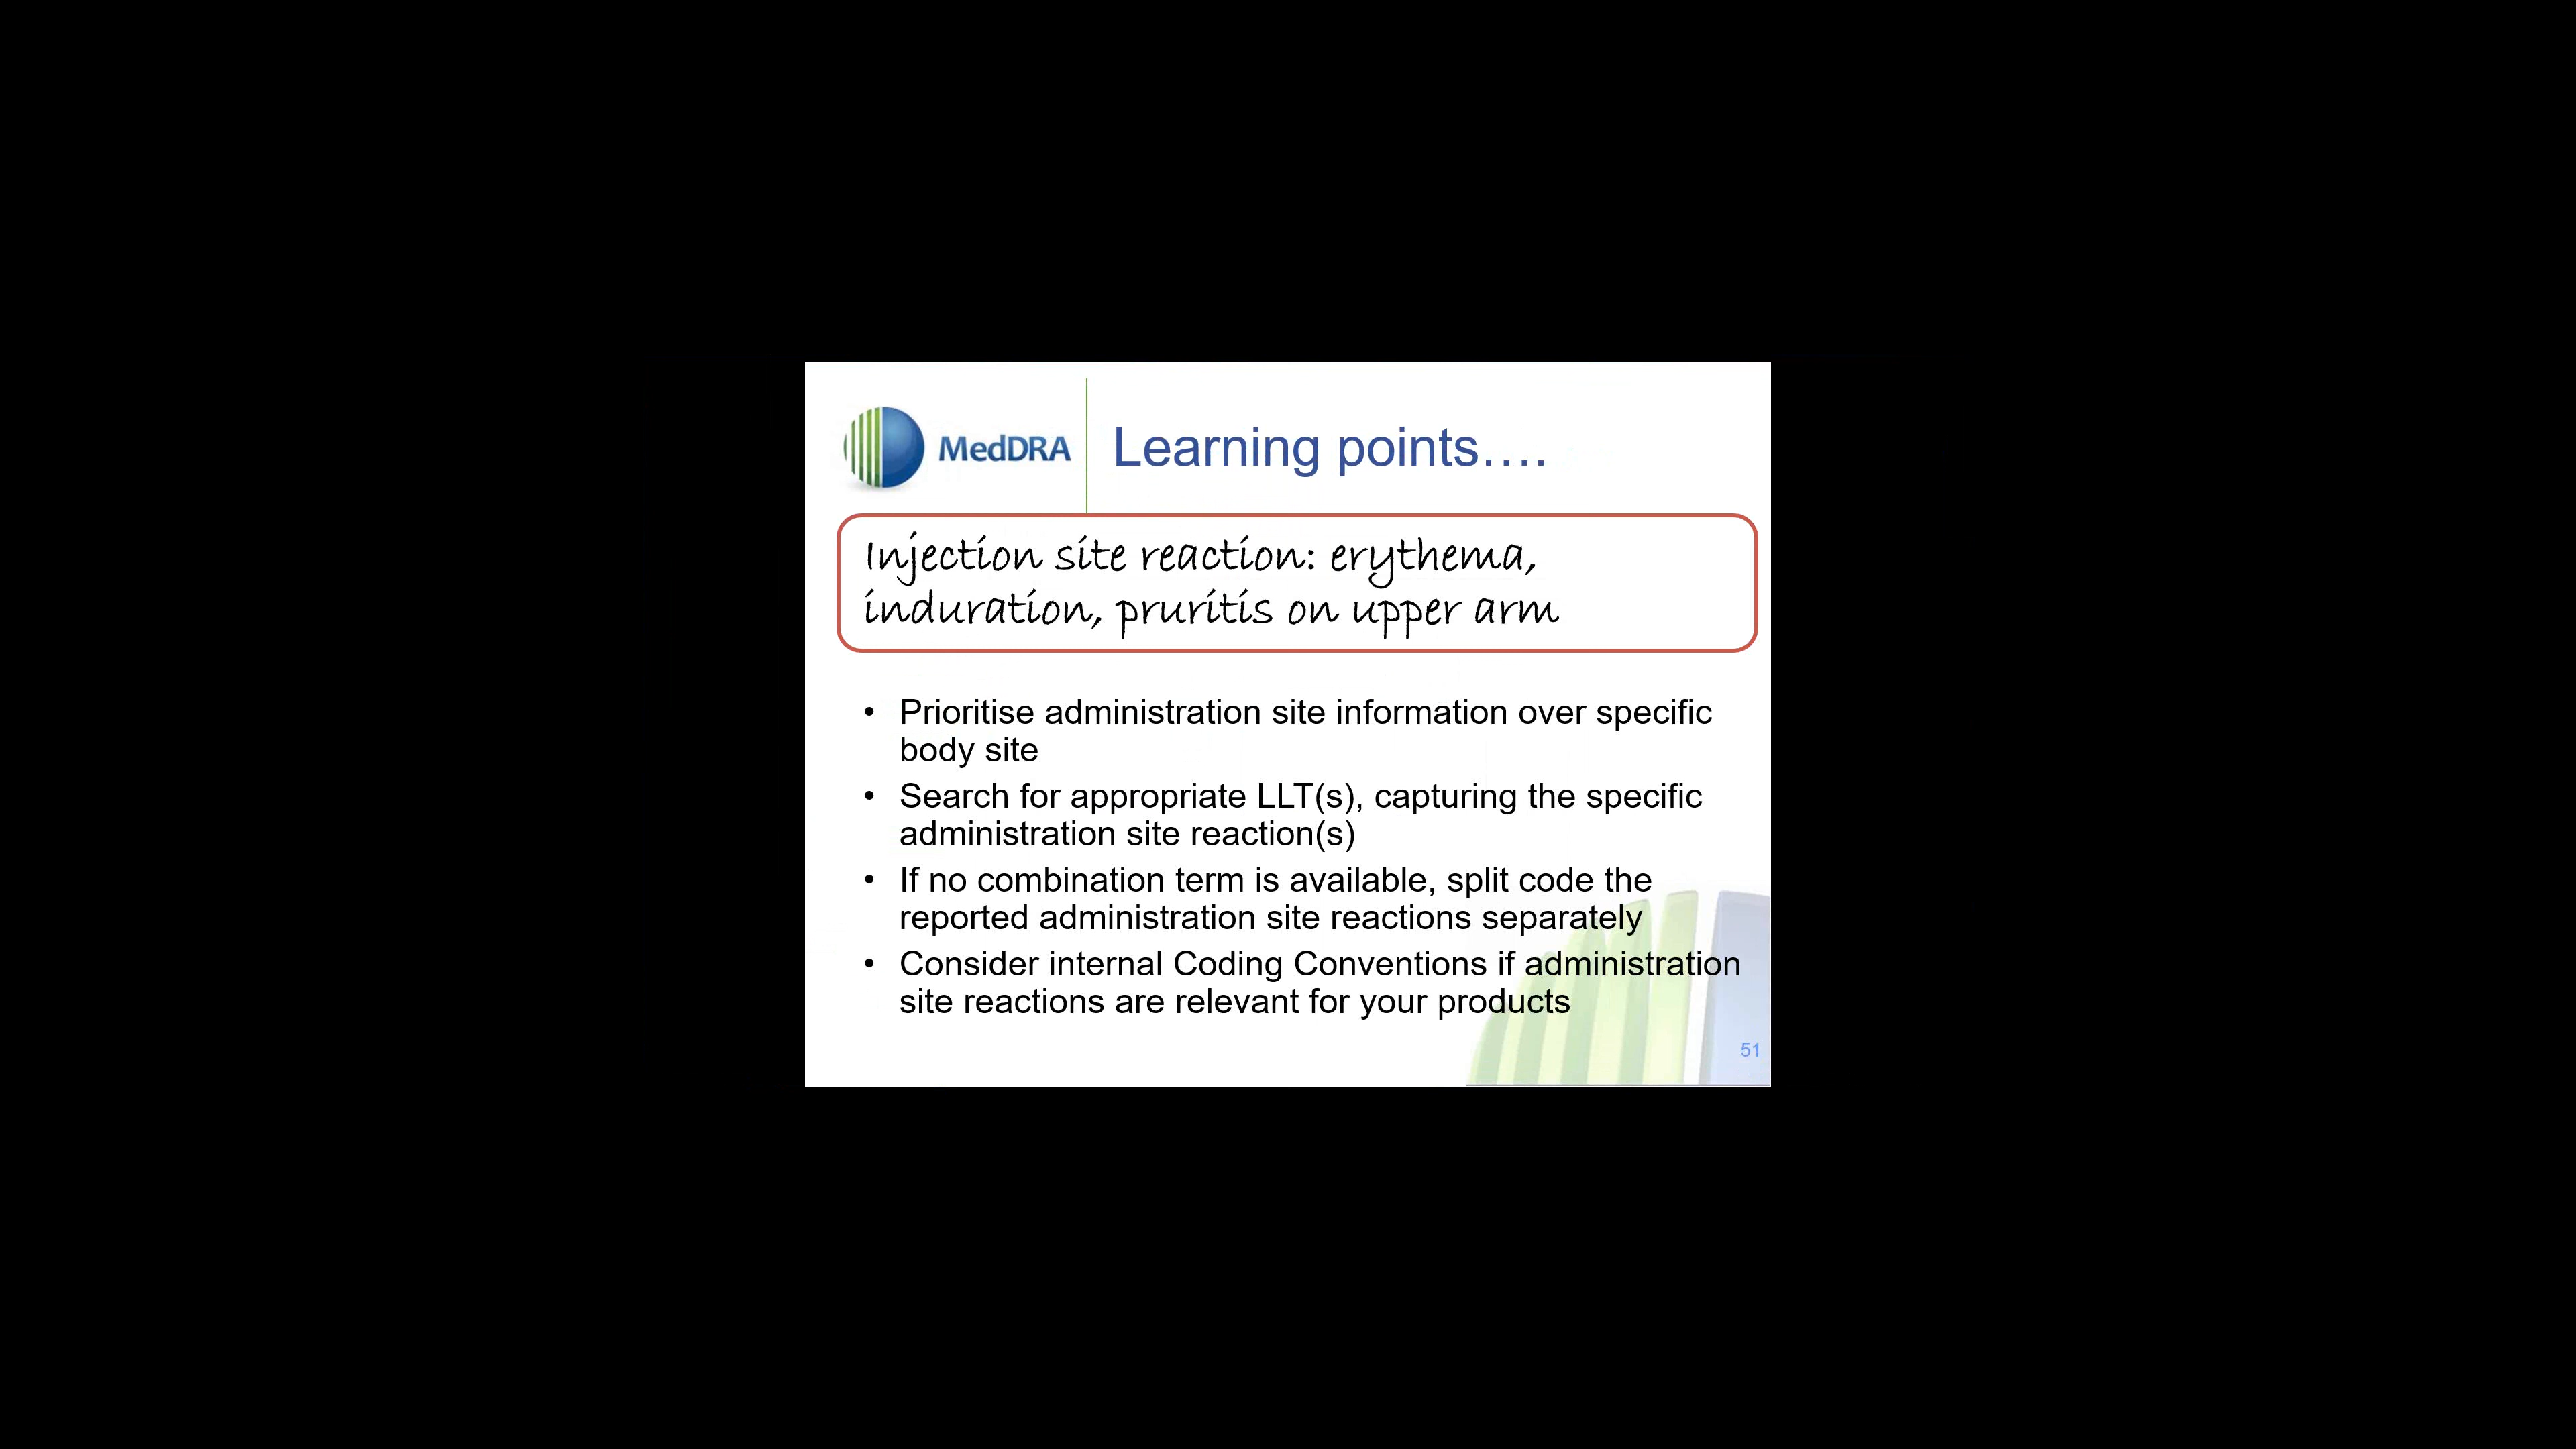 MedDRA
Learning points….
Injection site reaction: erythema,
induration, pruritis on upper arm
• Prioritise administration site information over specific
body site
• Search for appropriate LLT(s), capturing the specific
administration site reaction(s)
• If no combination term is available, split code the
reported administration site reactions separately
• Consider internal Coding Conventions if administration
site reactions are relevant for your products
51